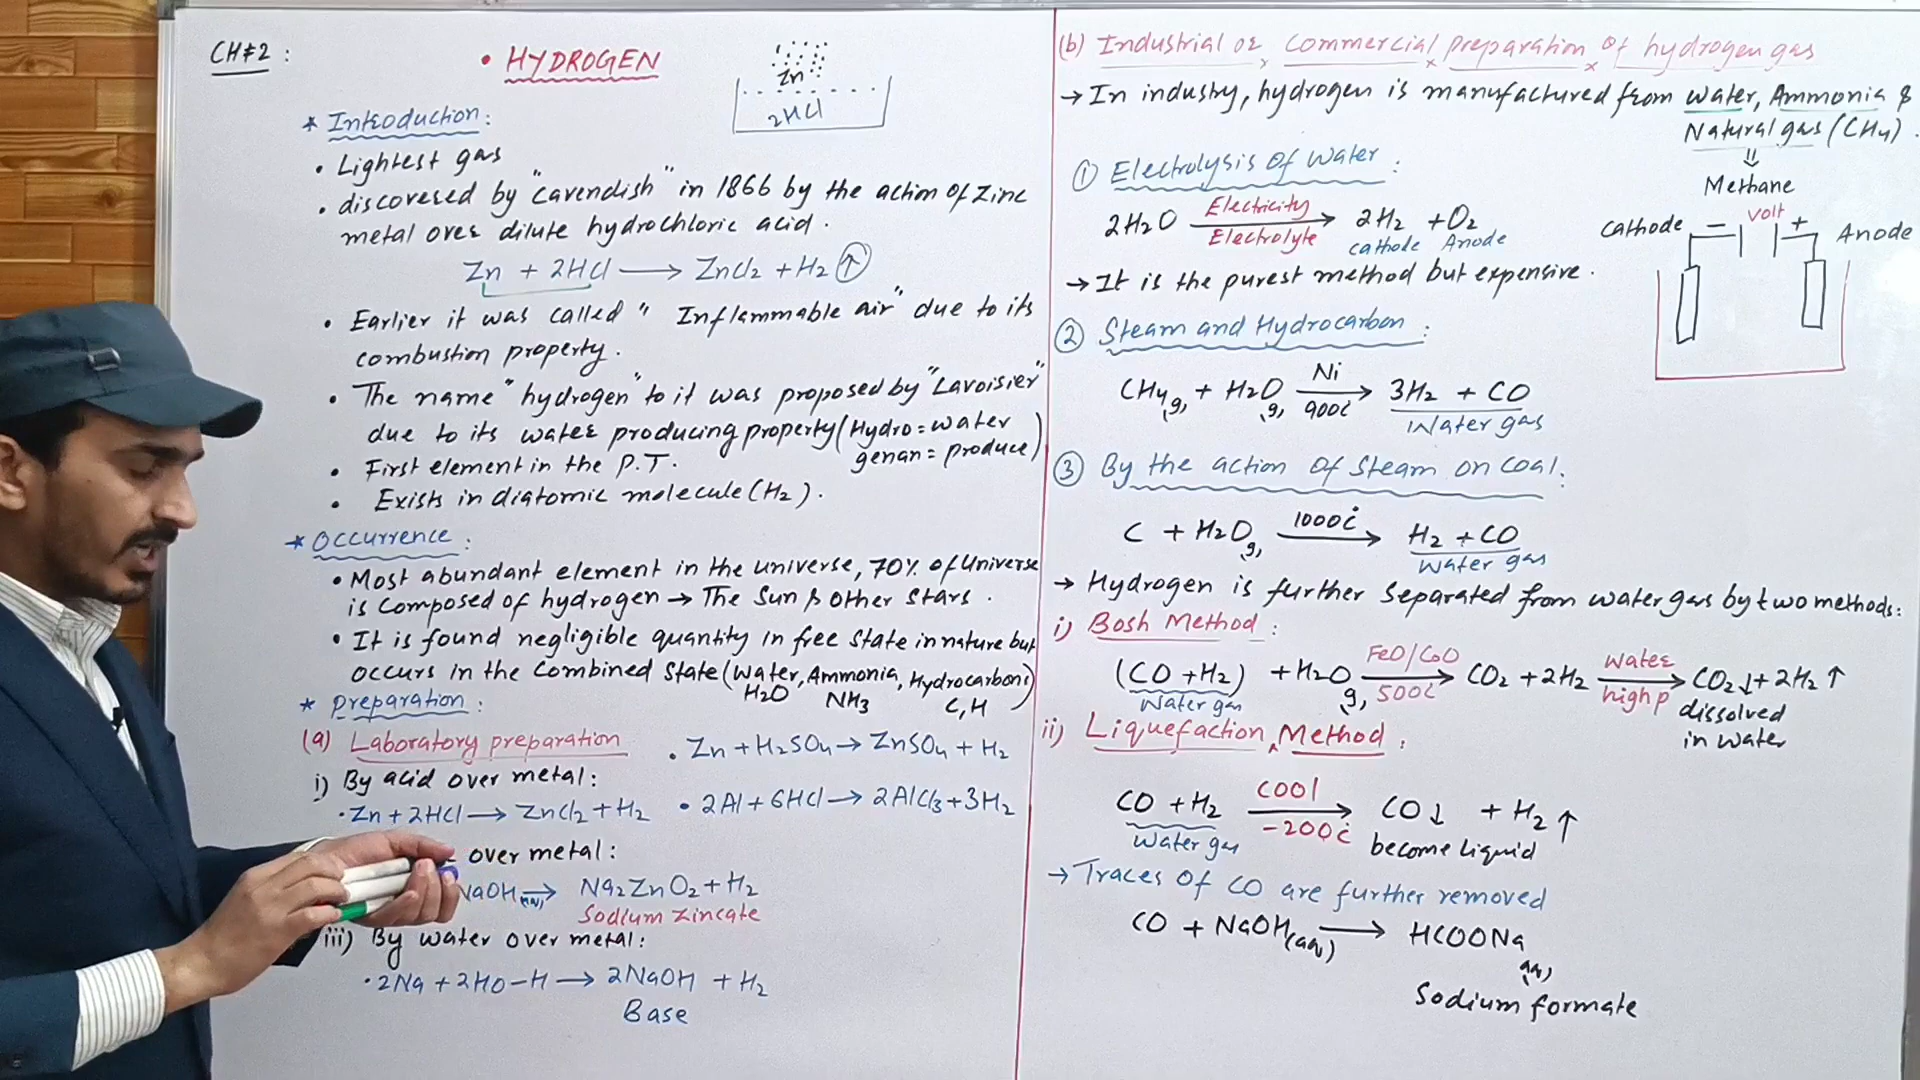 CH#2:
• HYDROGEN
Zn
2HCl
* Introduction:
• Lightest gas
• discovered by "Cavendish" in 1866 by the action of Zinc
metal over dilute hydrochloric acid.
Zn + 2HCl ⟶ ZnCl₂ + H₂ ↑
• Earlier it was called "Inflammable air" due to its
combustion property.
• The name "hydrogen" to it was proposed by "Lavoisier"
due to its water producing property (Hydro = water
genan = produce)
• First element in the P.T.
• Exists in diatomic molecule (H₂).
* Occurrence:
• Most abundant element in the universe, 70% of Universe
is composed of hydrogen → The Sun & other stars.
• It is found negligible quantity in free state in nature but
occurs in the Combined State (Water, Ammonia, Hydrocarbons)
H₂O NH₃ C,H
* Preparation:
(a) Laboratory preparation
• Zn + H₂SO₄ → ZnSO₄ + H₂
i) By acid over metal:
• Zn + 2HCl → ZnCl₂ + H₂ • 2Al + 6HCl → 2AlCl₃ + 3H₂
over metal:
NaOH(aq) → Na₂ZnO₂ + H₂
Sodium zincate
iii) By water over metal:
• 2Na + 2HO-H → 2NaOH + H₂
Base
(b) Industrial or Commercial preparation of hydrogen gas
→ In industry, hydrogen is manufactured from water, Ammonia &
Natural gas (CH₄).
⇓
Methane
① Electrolysis of Water:
2H₂O Electricity Electrolyte ⟶ 2H₂ + O₂
cathode Anode
Cathode − volt + Anode
→ It is the purest method but expensive.
② Steam and Hydrocarbon:
CH₄(g) + H₂O(g) Ni 900°C ⟶ 3H₂ + CO
Water gas
③ By the action of Steam on Coal:
C + H₂O(g) 1000°C ⟶ H₂ + CO
Water gas
→ Hydrogen is further separated from water gas by two methods:
i) Bosh Method:
(CO + H₂) + H₂O(g) FeO/CoO 500°C ⟶ CO₂ + 2H₂ Water high p ⟶ CO₂↓ + 2H₂ ↑
Water gas dissolved
in water
ii) Liquefaction Method:
CO + H₂ COOl −200°C ⟶ CO↓ + H₂ ↑
Water gas become liquid
→ Traces of CO are further removed
CO + NaOH(aq) ⟶ HCOONa(aq)
Sodium formate